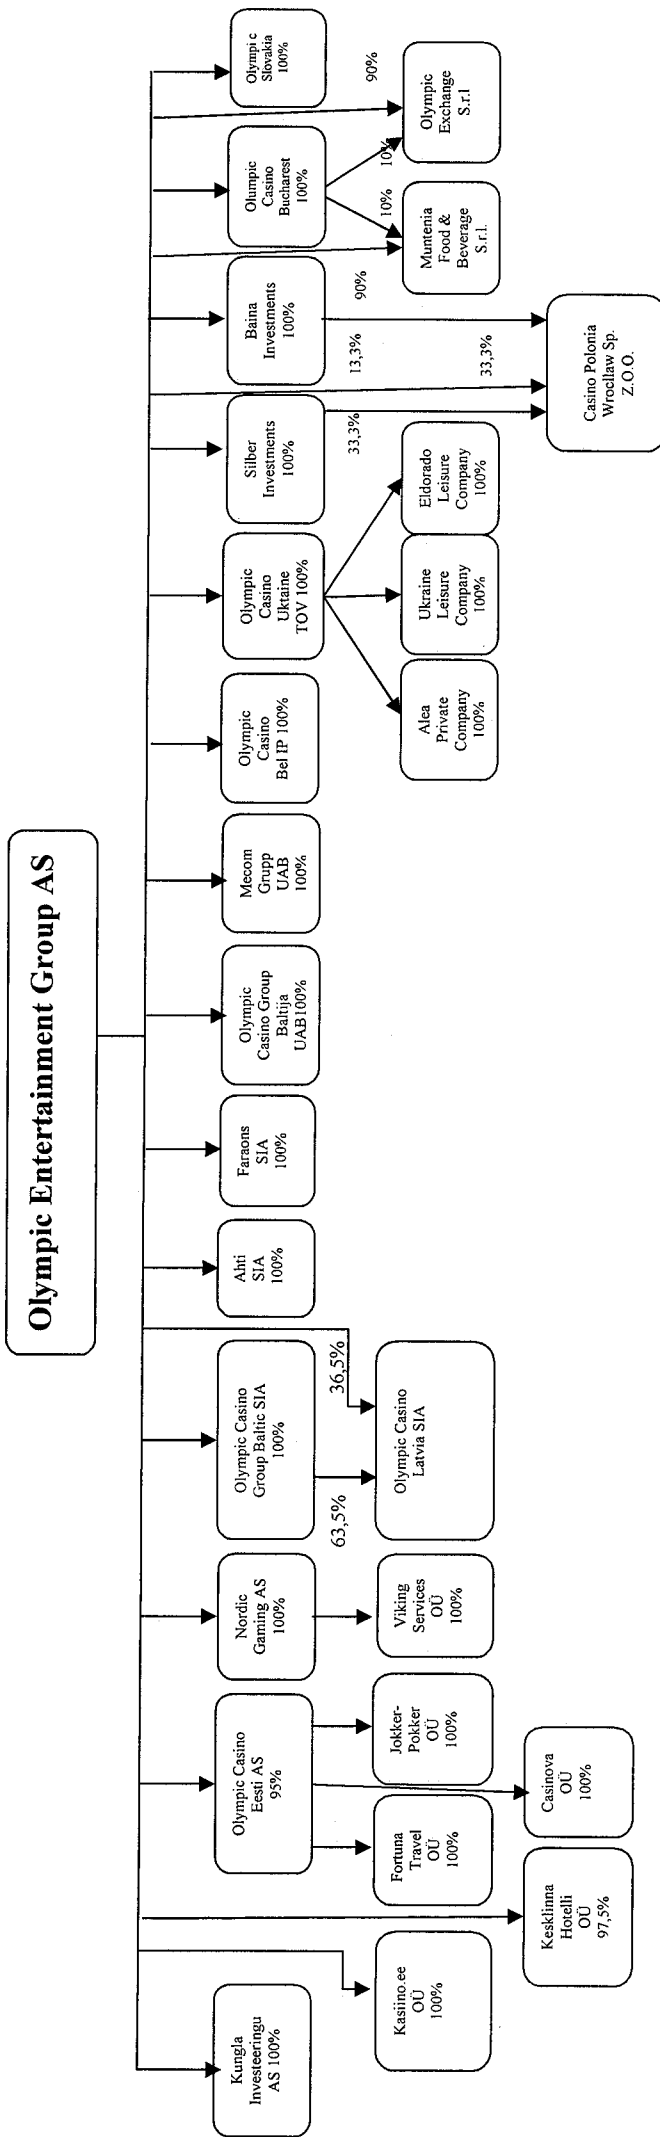 Olympic Entertainment Group AS
Kungla
Investeeringu
AS 100%
Olympic Casino
Eesti AS
95%
Nordic
Gaming AS
100%
Olympic Casino
Group Baltic SIA
100%
Ahti
SIA
100%
Faraons
SIA
100%
Olympic
Casino Group
Baltija
UAB100%
Mecom
Grupp
UAB
100%
Olympic
Casino
Bel IP 100%
Olympic
Casino
Uktaine
TOV 100%
Silber
Investments
100%
Baina
Investments
100%
Olumpic
Casino
Bucharest
100%
Olympi c
Slovakia
100%
63,5%
36,5%
33,3%
13,3%
90%
10%
10%
90%
33,3%
Kasiino.ee
OÜ
100%
Fortuna
Travel
OÜ
100%
Jokker-
Pokker
OÜ
100%
Viking
Services
OÜ
100%
Olympic Casino
Latvia SIA
Alea
Private
Company
100%
Ukraine
Leisure
Company
100%
Eldorado
Leisure
Company
100%
Muntenia
Food &
Beverage
S.r.l.
Olympic
Exchange
S.r.l
Kesklinna
Hotelli
OÜ
97,5%
Casinova
OÜ
100%
Casino Polonia
Wrocllaw Sp.
Z.O.O.